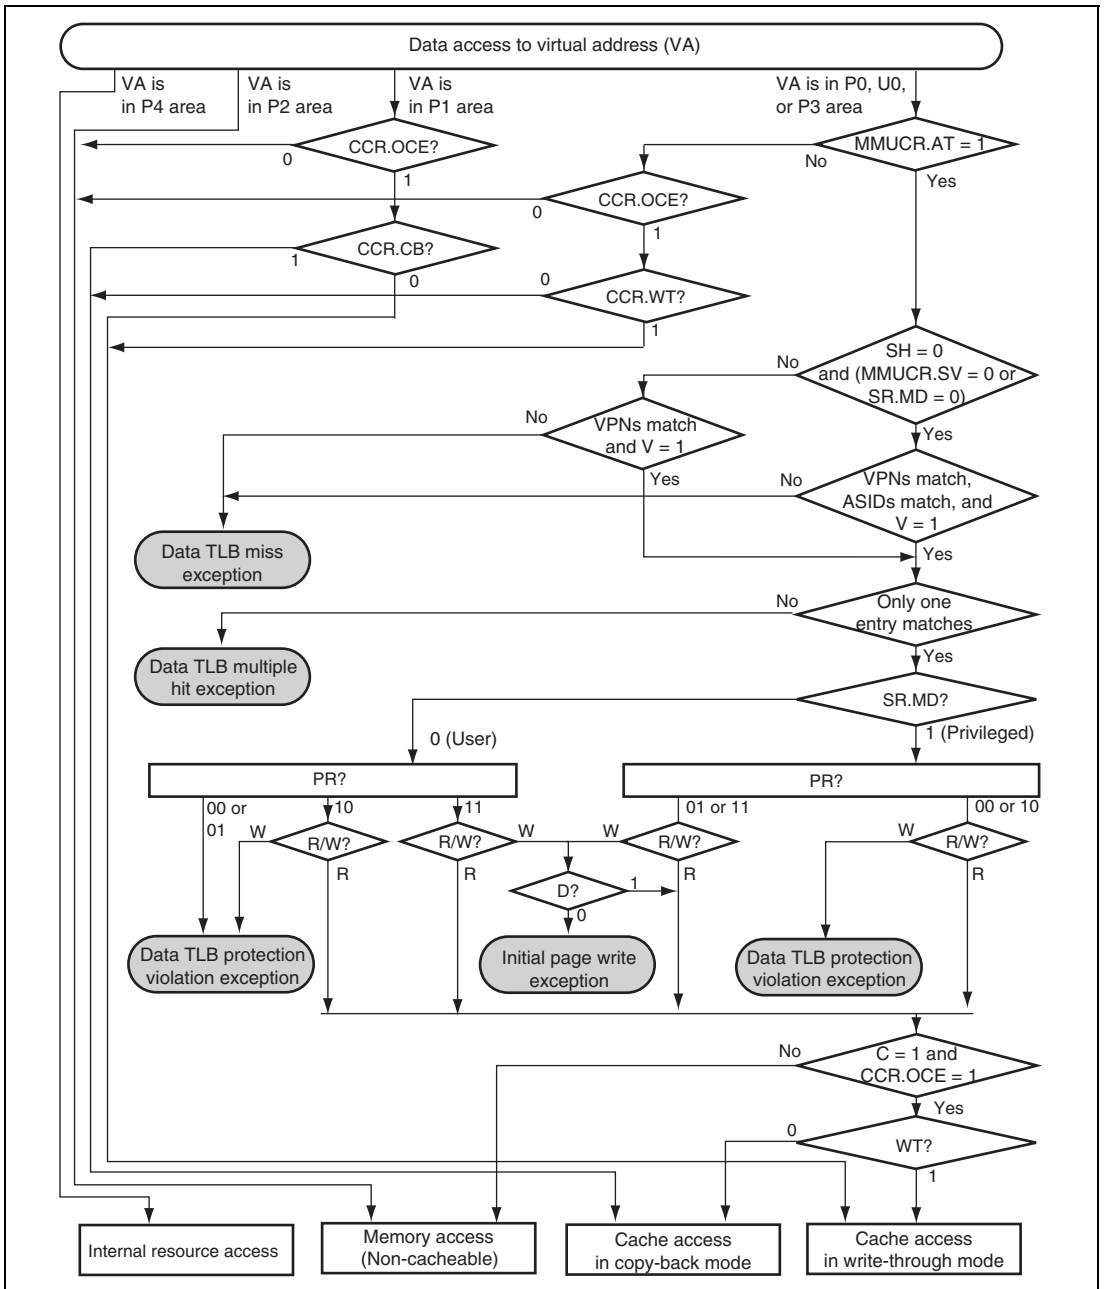 Data access to virtual address (VA)
VA is
in P4 area
VA is
in P2 area
VA is
in P1 area
VA is in P0, U0,
or P3 area
CCR.OCE?
0
1
MMUCR.AT = 1
No
Yes
CCR.OCE?
0
1
CCR.CB?
1
0
CCR.WT?
0
1
SH = 0
and (MMUCR.SV = 0 or
SR.MD = 0)
No
Yes
VPNs match
and V = 1
No
Yes
VPNs match,
ASIDs match, and
V = 1
No
Yes
Data TLB miss
exception
Only one
entry matches
No
Yes
Data TLB multiple
hit exception
SR.MD?
0 (User)
1 (Privileged)
PR?
PR?
00 or
01
10
11
01 or 11
00 or 10
W
R/W?
R
R/W?
W
R
W
R/W?
R
W
R/W?
R
D?
1
0
Data TLB protection
violation exception
Initial page write
exception
Data TLB protection
violation exception
C = 1 and
CCR.OCE = 1
No
Yes
WT?
0
1
Internal resource access
Memory access
(Non-cacheable)
Cache access
in copy-back mode
Cache access
in write-through mode